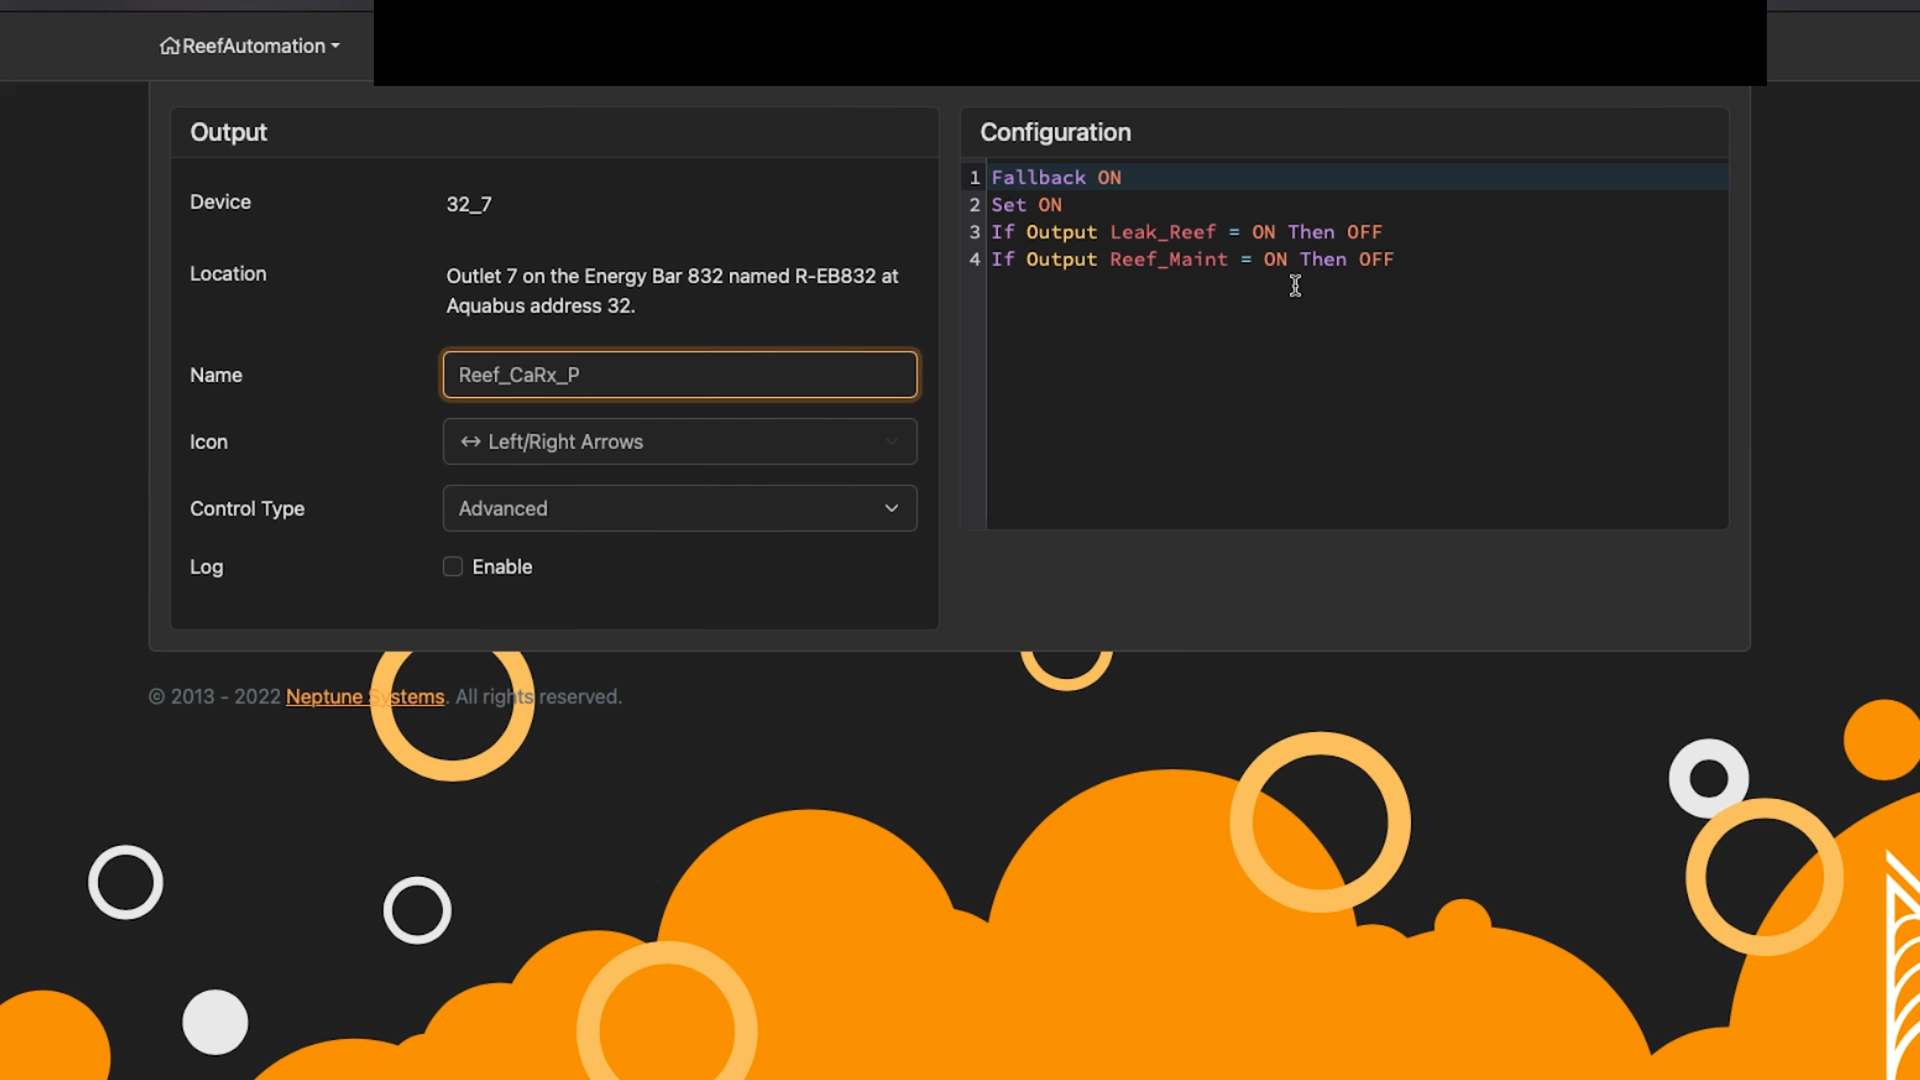 ReefAutomation
Output
Device 32_7
Location Outlet 7 on the Energy Bar 832 named R-EB832 at
Aquabus address 32.
Name Reef_CaRx_P
Icon ↔ Left/Right Arrows
Control Type Advanced
Log Enable
Configuration
1 Fallback ON
2 Set ON
3 If Output Leak_Reef = ON Then OFF
4 If Output Reef_Maint = ON Then OFF
© 2013 - 2022 Neptune Systems. All rights reserved.